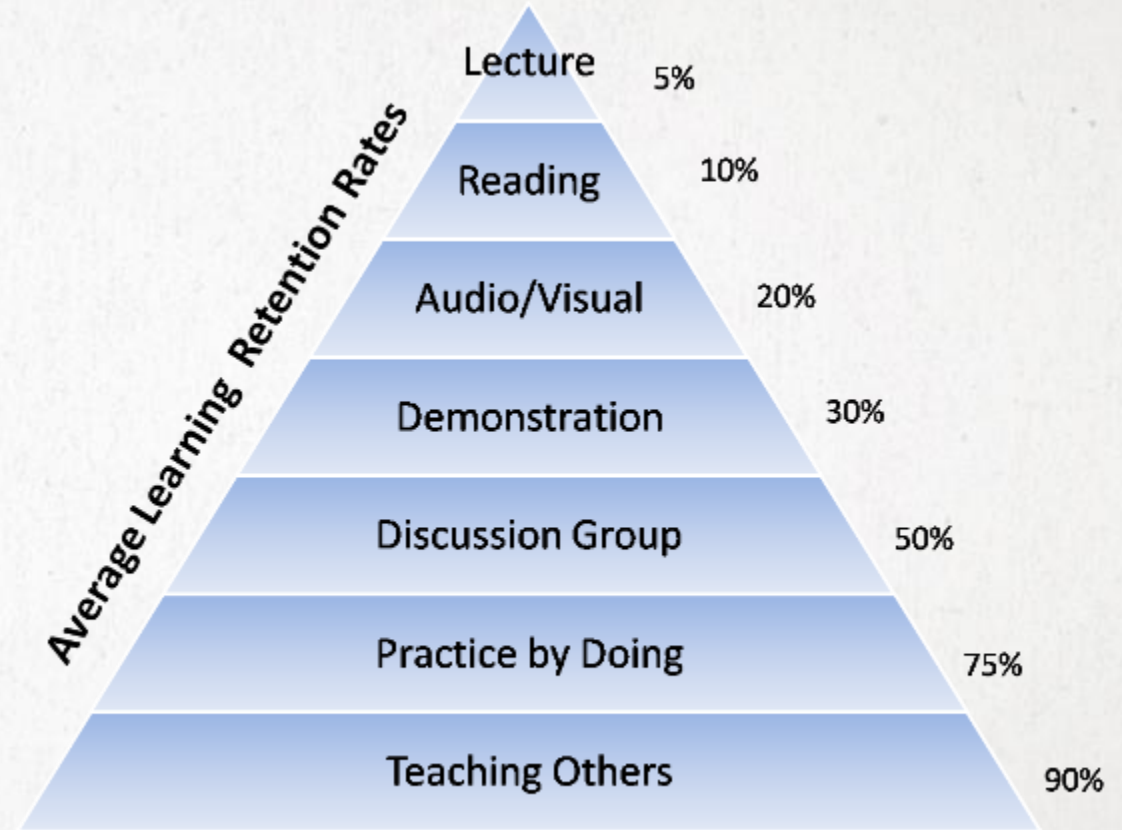 Average Learning Retention Rates
Lecture 5%
Reading 10%
Audio/Visual 20%
Demonstration 30%
Discussion Group 50%
Practice by Doing 75%
Teaching Others 90%